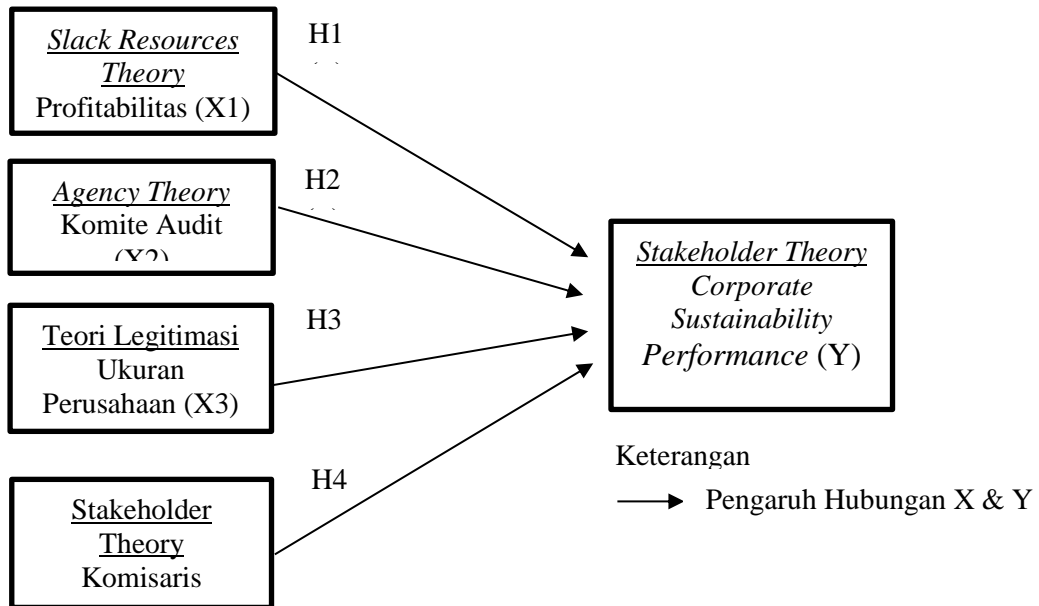 Slack Resources
Theory
Profitabilitas (X1)
H1
Agency Theory
Komite Audit
(X2)
H2
Teori Legitimasi
Ukuran
Perusahaan (X3)
H3
Stakeholder
Theory
Komisaris
H4
Stakeholder Theory
Corporate
Sustainability
Performance (Y)
Keterangan
Pengaruh Hubungan X & Y